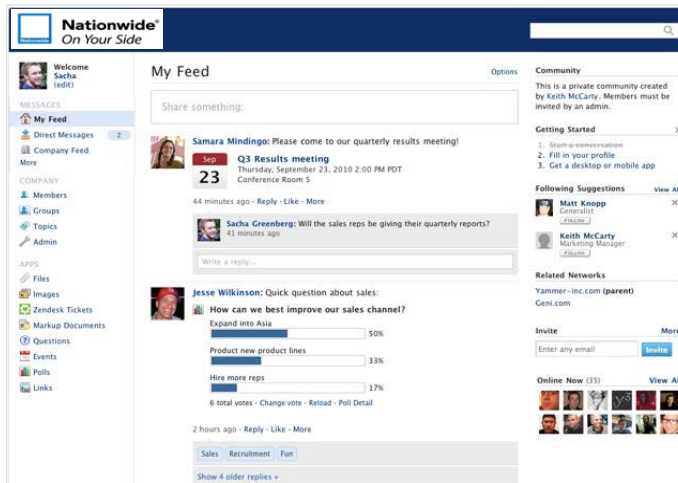 Nationwide®
On Your Side
Welcome
Sacha
(edit)
MESSAGES
My Feed
Direct Messages 2
Company Feed
More
COMPANY
Members
Groups
Topics
Admin
APPS
Files
Images
Zendesk Tickets
Markup Documents
Questions
Events
Polls
Links
My Feed
Options
Share something:
Samara Mindingo: Please come to our quarterly results meeting!
Sep
23
Q3 Results meeting
Thursday, September 23, 2010 2:00 PM PDT
Conference Room 5
44 minutes ago - Reply - Like - More
Sacha Greenberg: Will the sales reps be giving their quarterly reports?
41 minutes ago
Write a reply...
Jesse Wilkinson: Quick question about sales:
How can we best improve our sales channel?
Expand into Asia
50%
Product new product lines
33%
Hire more reps
17%
6 total votes - Change vote - Reload - Poll Detail
2 hours ago - Reply - Like - More
Sales Recruitment Fun
Show 4 older replies »
Community
This is a private community created
by Keith McCarty. Members must be
invited by an admin.
Getting Started
1. Start a conversation
2. Fill in your profile
3. Get a desktop or mobile app
Following Suggestions View Al
Matt Knopp
Generalist
FOLLOW
Keith McCarty
Marketing Manager
FOLLOW
Related Networks
Yammer-inc.com (parent)
Geni.com
Invite More
Enter any email Invite
Online Now (35) View Al
y3